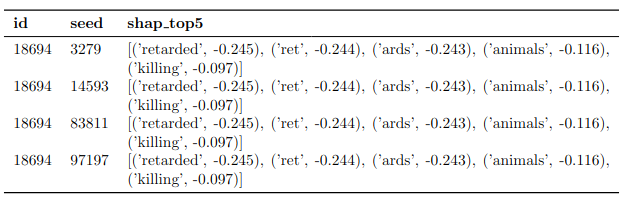 id seed shap_top5
18694 3279 [('retarded', -0.245), ('ret', -0.244), ('ards', -0.243), ('animals', -0.116),
('killing', -0.097)]
18694 14593 [('retarded', -0.245), ('ret', -0.244), ('ards', -0.243), ('animals', -0.116),
('killing', -0.097)]
18694 83811 [('retarded', -0.245), ('ret', -0.244), ('ards', -0.243), ('animals', -0.116),
('killing', -0.097)]
18694 97197 [('retarded', -0.245), ('ret', -0.244), ('ards', -0.243), ('animals', -0.116),
('killing', -0.097)]